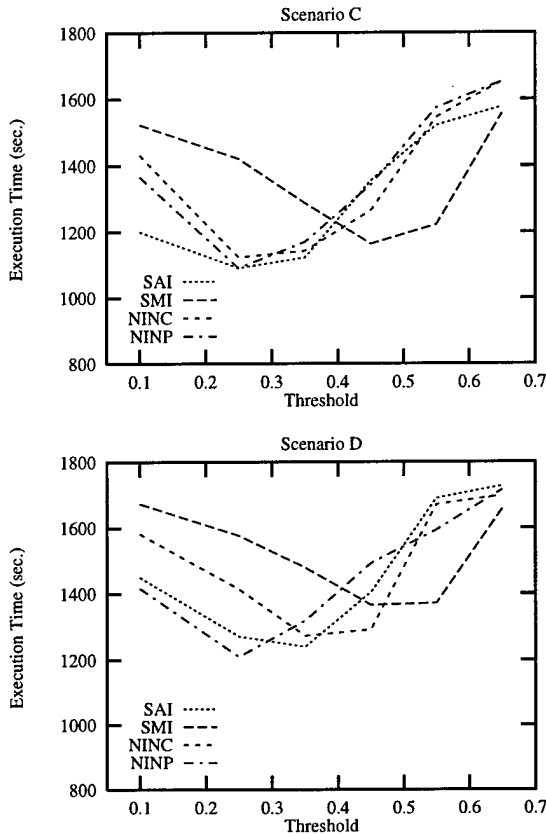 Scenario C
1800
1600
1400
1200
1000
800
Execution Time (sec.)
SAI
SMI
NINC
NINP
0.1 0.2 0.3 0.4 0.5 0.6 0.7
Threshold
Scenario D
1800
1600
1400
1200
1000
800
Execution Time (sec.)
SAI
SMI
NINC
NINP
0.1 0.2 0.3 0.4 0.5 0.6 0.7
Threshold